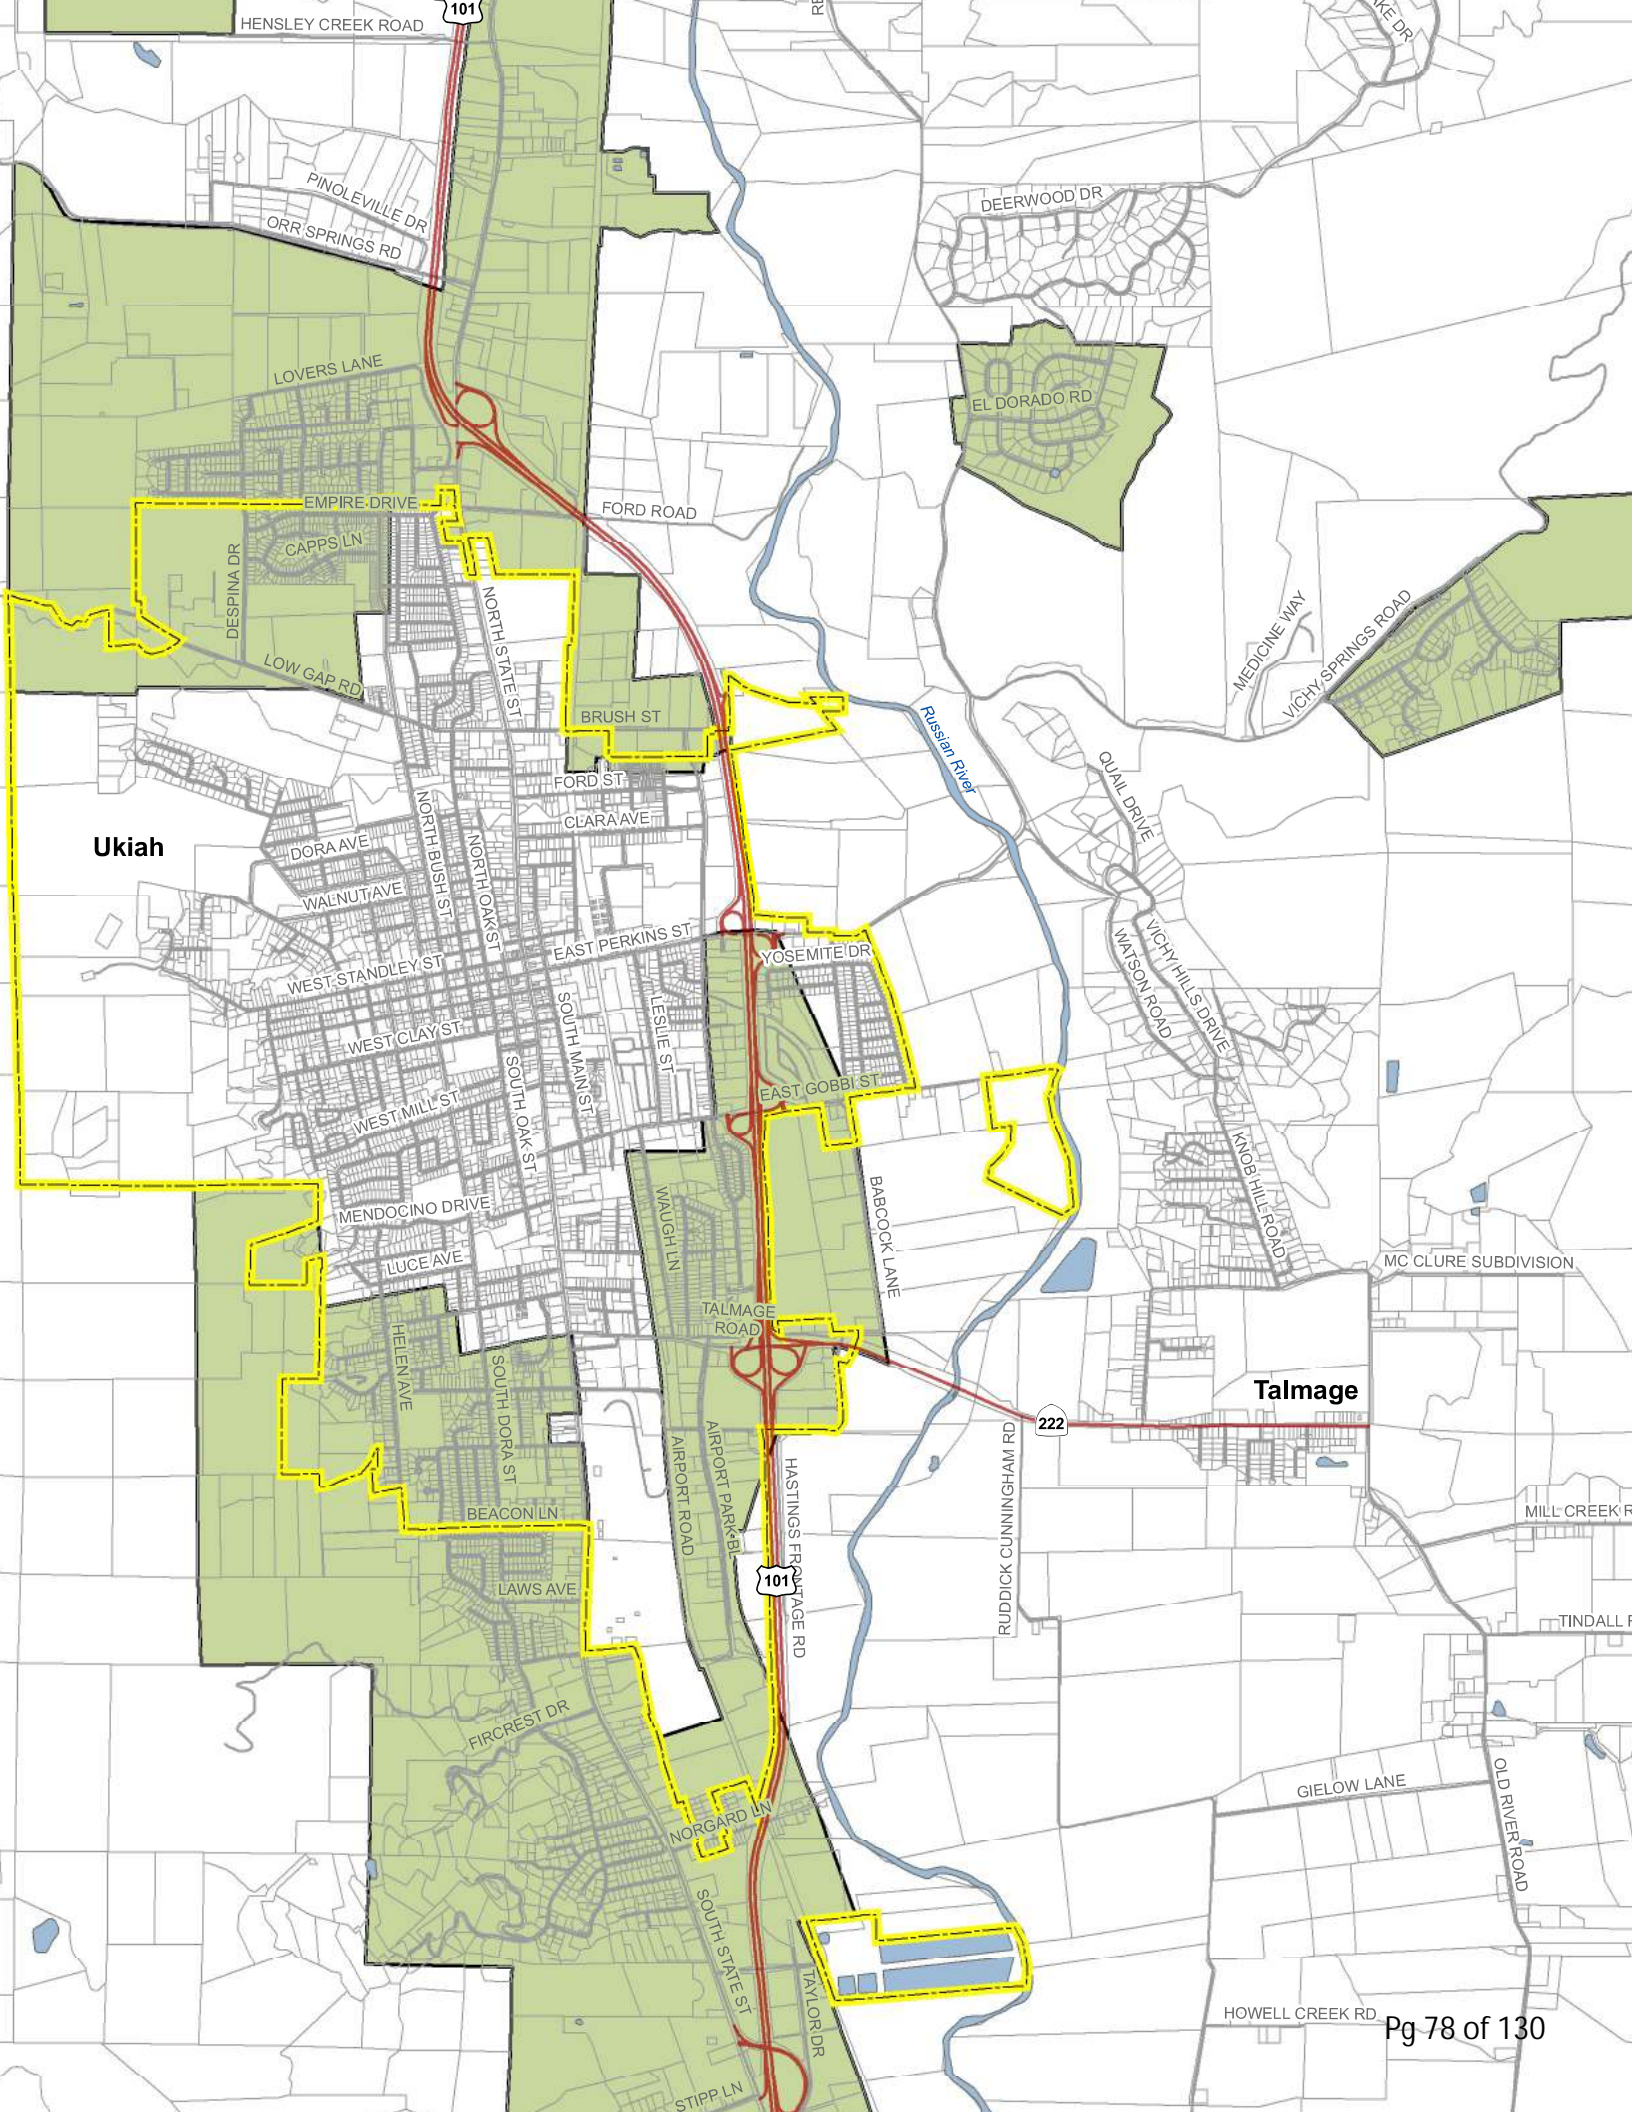 101
HENSLEY CREEK ROAD
PINOLEVILLE DR
DEERWOOD DR
ORR SPRINGS RD
LOVERS LANE
EL DORADO RD
EMPIRE DRIVE
FORD ROAD
CAPPS LN
DESPINA DR
NORTH STATE ST
MEDICINE WAY
VICHY SPRINGS ROAD
LOW GAP RD
BRUSH ST
Russian River
QUAIL DRIVE
FORD ST
NORTH BUSH ST
CLARA AVE
Ukiah
DORA AVE
NORTH OAK ST
WALNUT AVE
EAST PERKINS ST
YOSEMITE DR
WATSON ROAD
VICHY HILLS DRIVE
WEST STANDLEY ST
SOUTH MAIN ST
LESLIE ST
WEST CLAY ST
SOUTH OAK ST
EAST GOBBI ST
WEST MILL ST
KNOB HILL ROAD
WAUGH LN
BABCOCK LANE
MENDOCINO DRIVE
LUCE AVE
MC CLURE SUBDIVISION
TALMAGE
ROAD
HELEN AVE
SOUTH DORA ST
Talmage
222
AIRPORT ROAD
AIRPORT PARK BL
HASTINGS FRONTAGE RD
RUDDICK CUNNINGHAM RD
BEACON LN
MILL CREEK R
101
LAWS AVE
TINDALL
FIRCREST DR
NORGARD LN
GIELOW LANE
OLD RIVER ROAD
SOUTH STATE ST
TAYLOR DR
HOWELL CREEK RD
Pg 78 of 130
STIPP LN